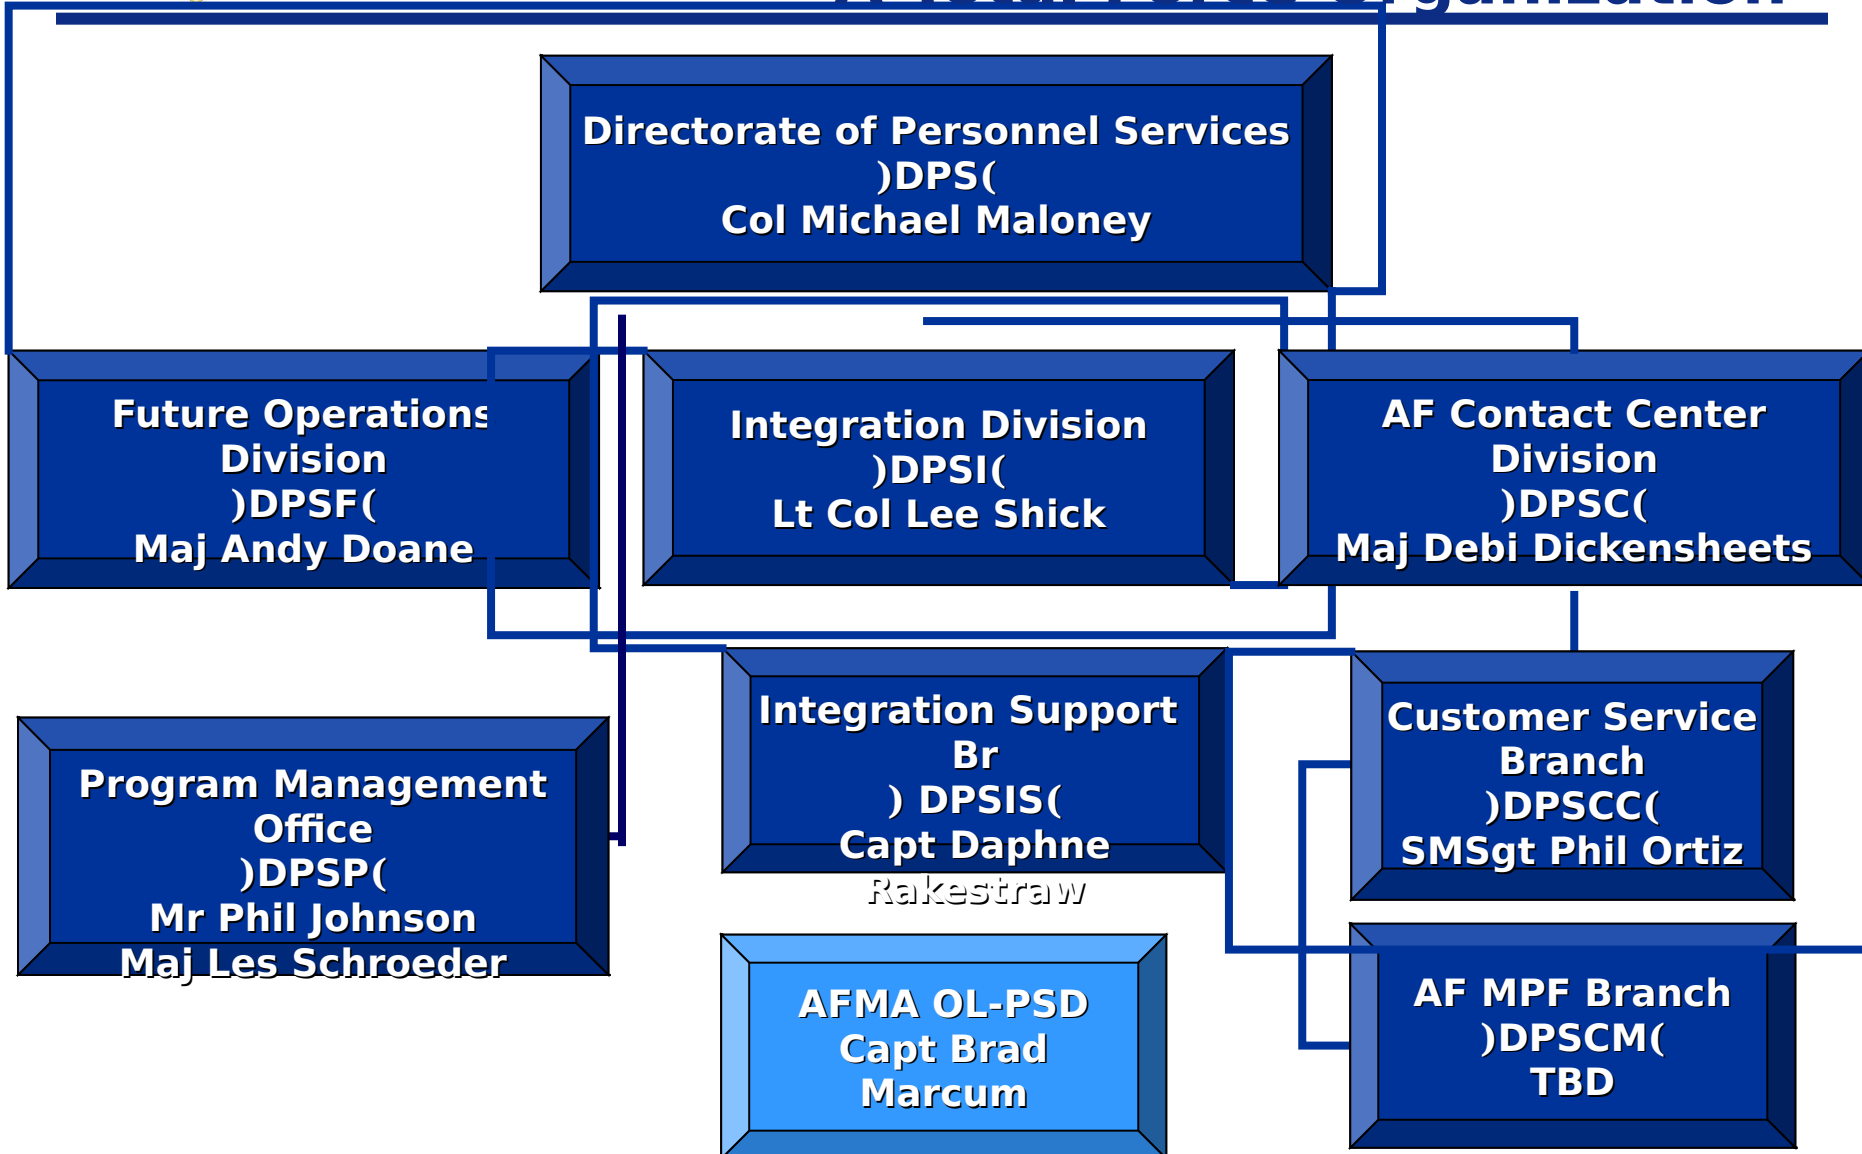 Organization
Directorate of Personnel Services
)DPS(
Col Michael Maloney
Future Operations
Division
)DPSF(
Maj Andy Doane
Integration Division
)DPSI(
Lt Col Lee Shick
AF Contact Center
Division
)DPSC(
Maj Debi Dickensheets
Program Management
Office
)DPSP(
Mr Phil Johnson
Maj Les Schroeder
Integration Support
Br
) DPSIS(
Capt Daphne
Rakestraw
Customer Service
Branch
)DPSCC(
SMSgt Phil Ortiz
AFMA OL-PSD
Capt Brad
Marcum
AF MPF Branch
)DPSCM(
TBD